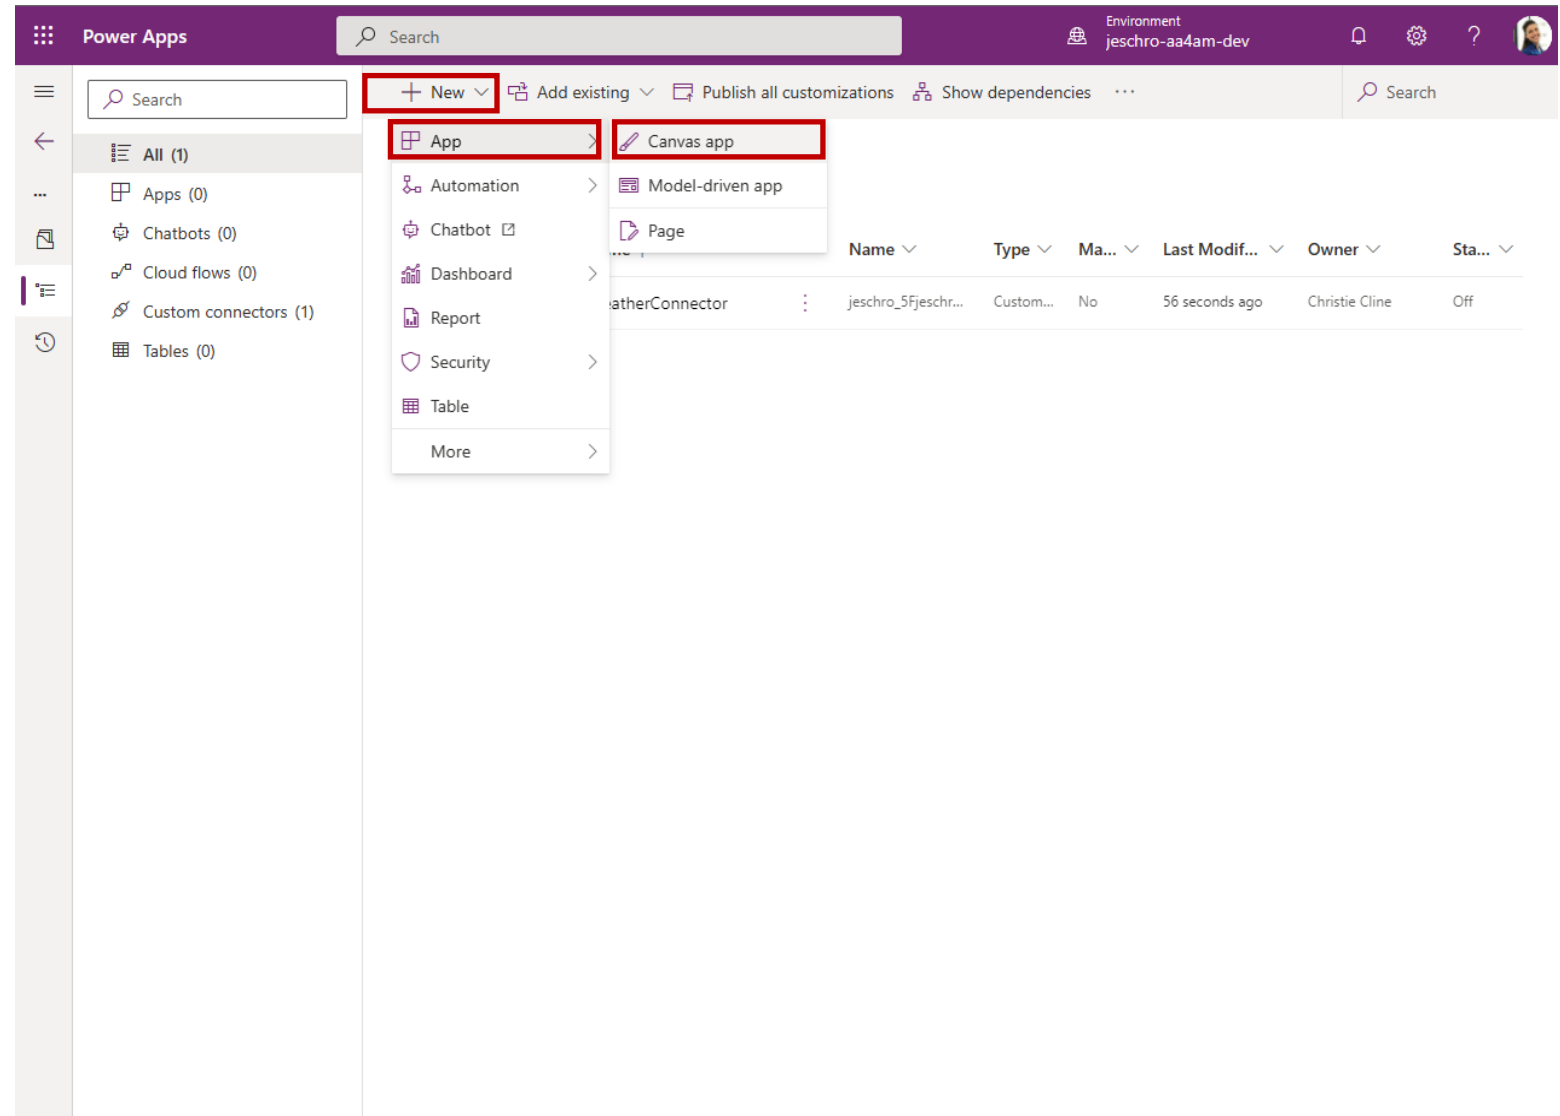 Power Apps
Search
Environment
jeschro-aa4am-dev
?
Search
New
Add existing
Publish all customizations
Show dependencies
...
Search
All (1)
Apps (0)
Chatbots (0)
Cloud flows (0)
Custom connectors (1)
Tables (0)
App
Automation
Chatbot
Dashboard
Report
Security
Table
More
Canvas app
Model-driven app
Page
Name
Type
Ma...
Last Modif...
Owner
Sta...
eatherConnector
jeschro_5Fjeschr...
Custom...
No
56 seconds ago
Christie Cline
Off